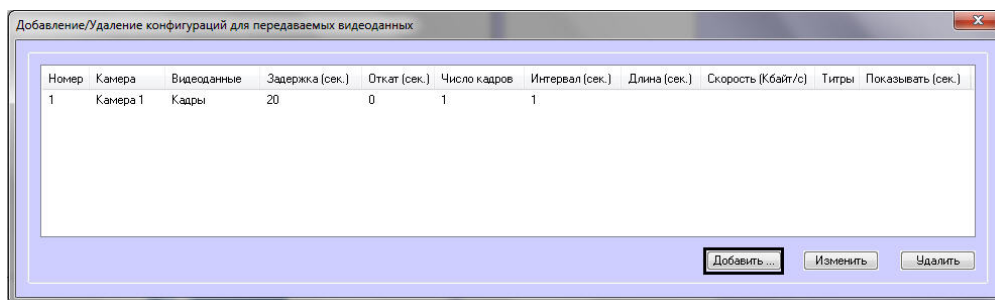 Добавление/Удаление конфигураций для передаваемых видеоданных
Номер Камера Видеоданные Задержка (сек.) Откат (сек.) Число кадров Интервал (сек.) Длина (сек.) Скорость (Кбайт/с) Титры Показывать (сек.)
1 Камера 1 Кадры 20 0 1 1
Добавить ... Изменить Удалить